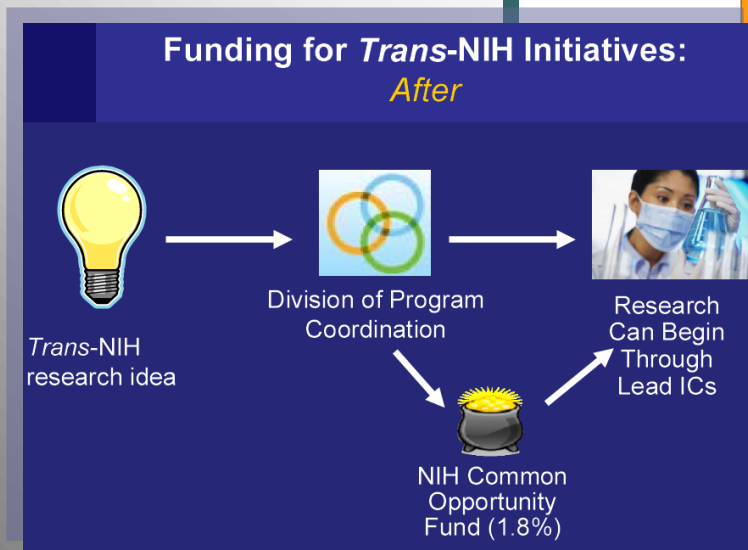 Funding for Trans-NIH Initiatives:
After
Trans-NIH
research idea
Division of Program
Coordination
Research
Can Begin
Through
Lead ICs
NIH Common
Opportunity
Fund (1.8%)